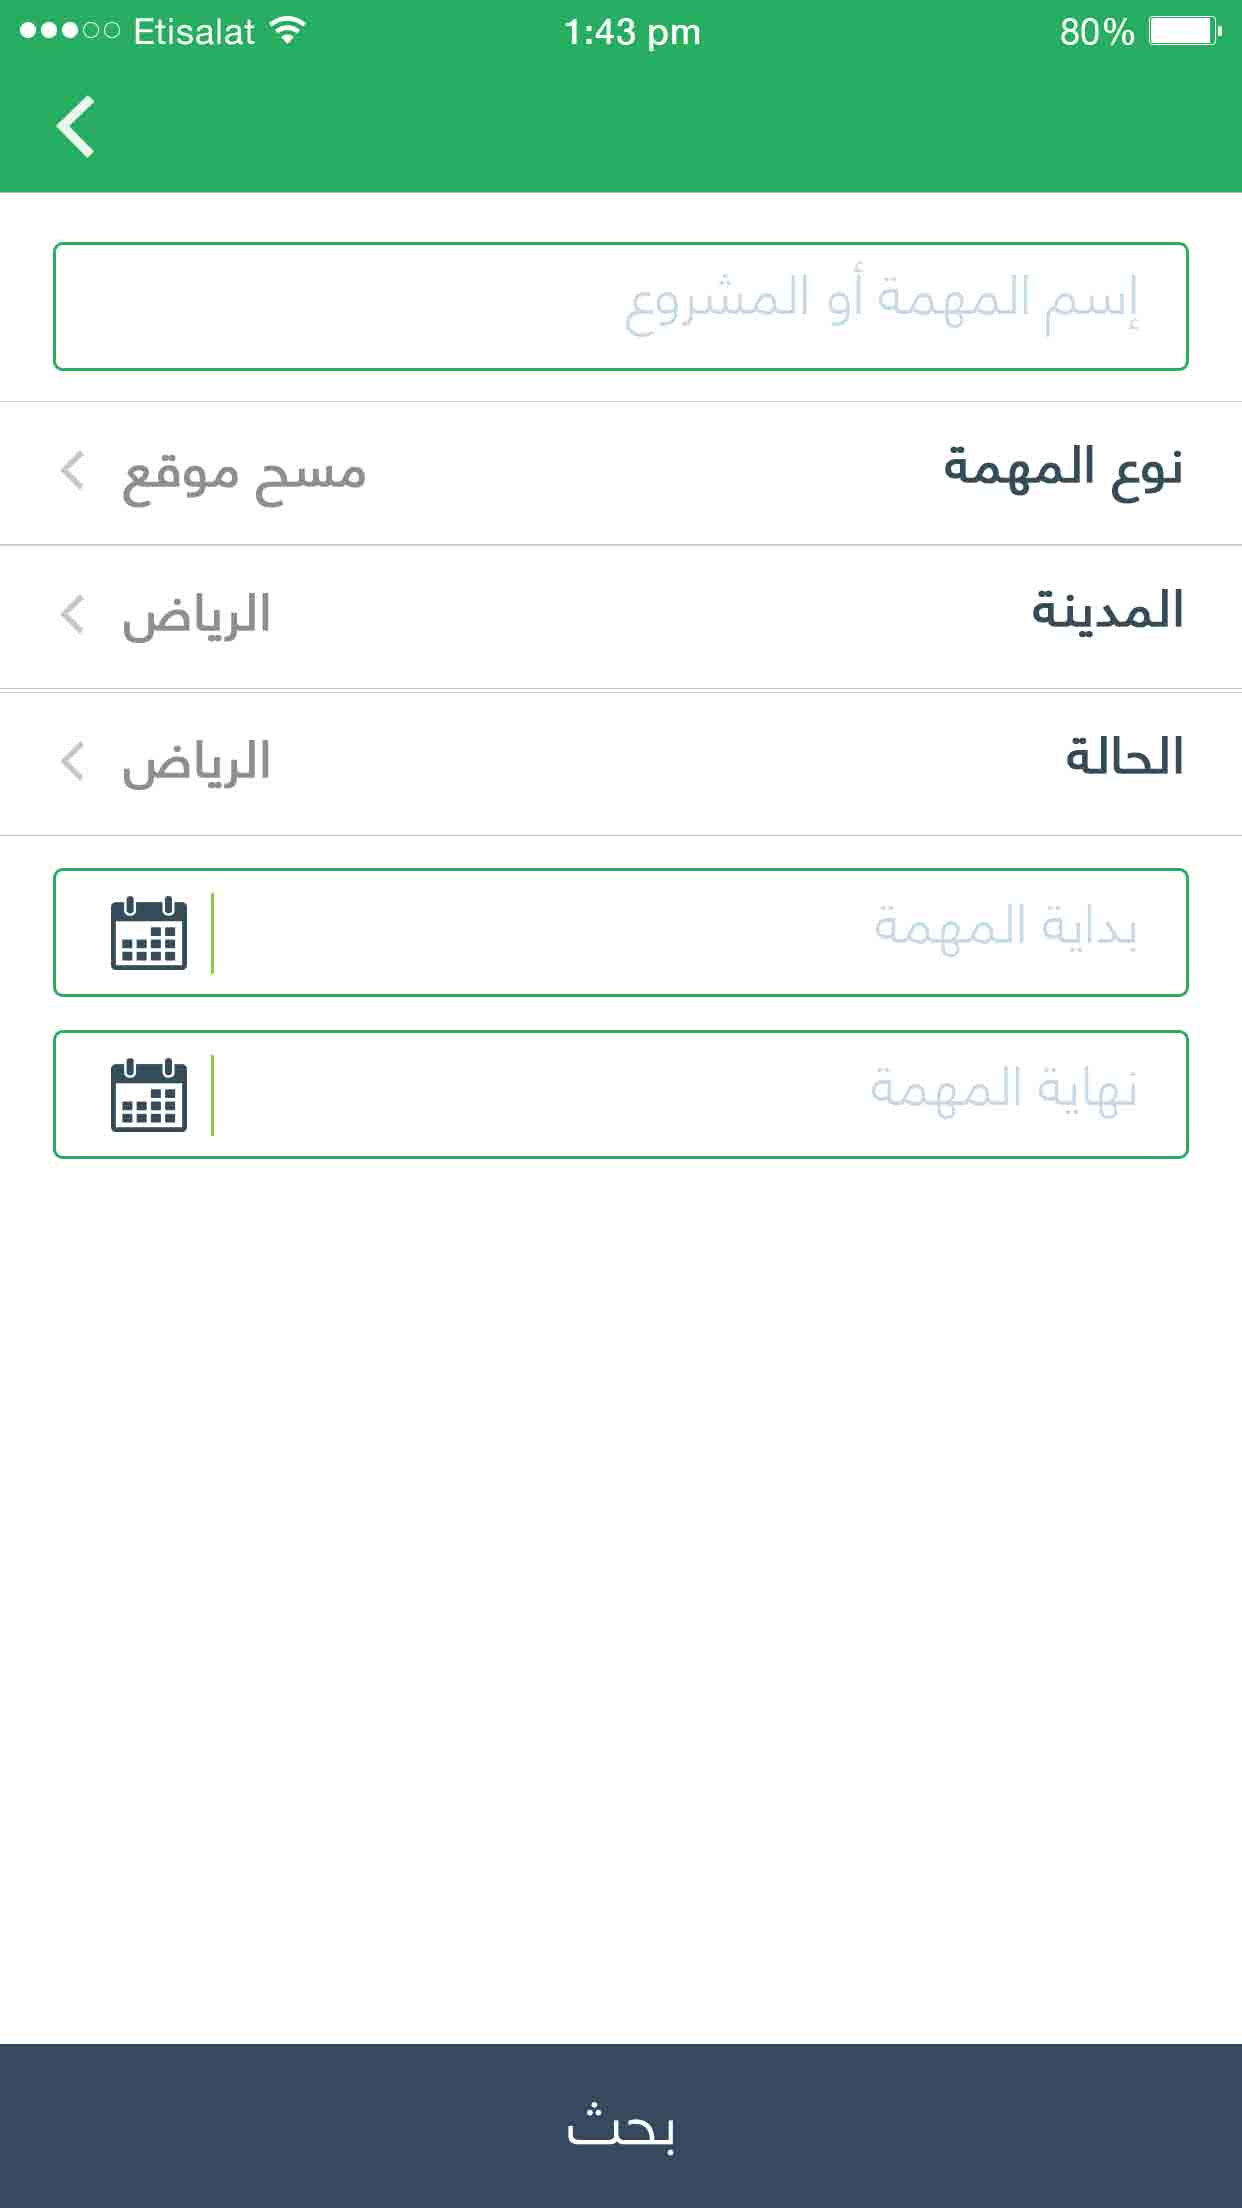 Etisalat 1:43 pm 80%
إسم المهمة أو المشروع
نوع المهمة مسح موقع
المدينة الرياض
الحالة الرياض
بداية المهمة
نهاية المهمة
بحث